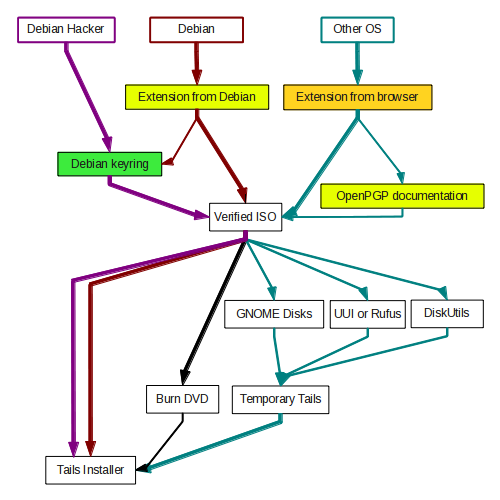 Debian Hacker
Debian
Other OS
Extension from Debian
Extension from browser
Debian keyring
OpenPGP documentation
Verified ISO
GNOME Disks
UUI or Rufus
DiskUtils
Burn DVD
Temporary Tails
Tails Installer